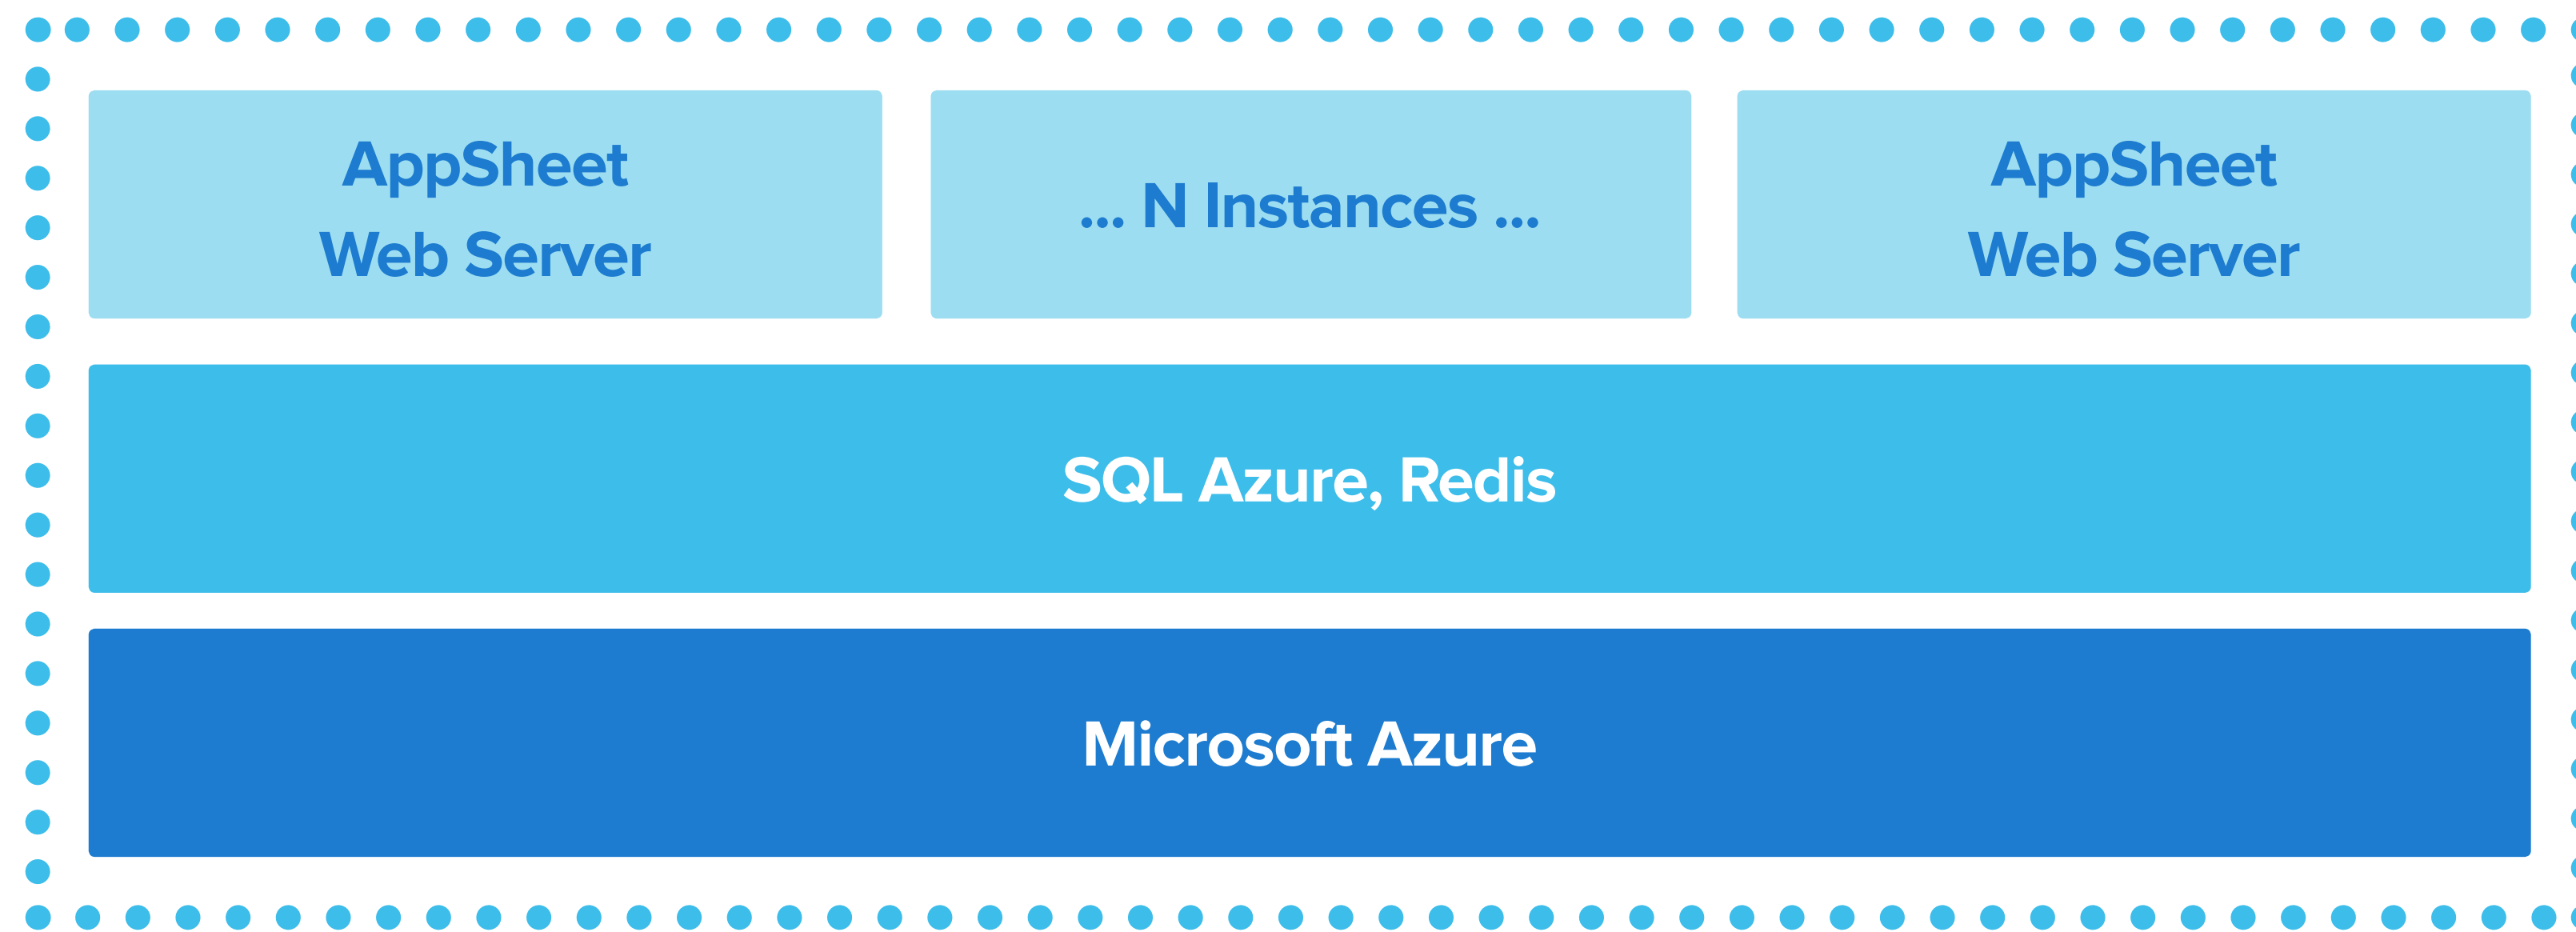 AppSheet
Web Server
... N Instances ...
AppSheet
Web Server
SQL Azure, Redis
Microsoft Azure